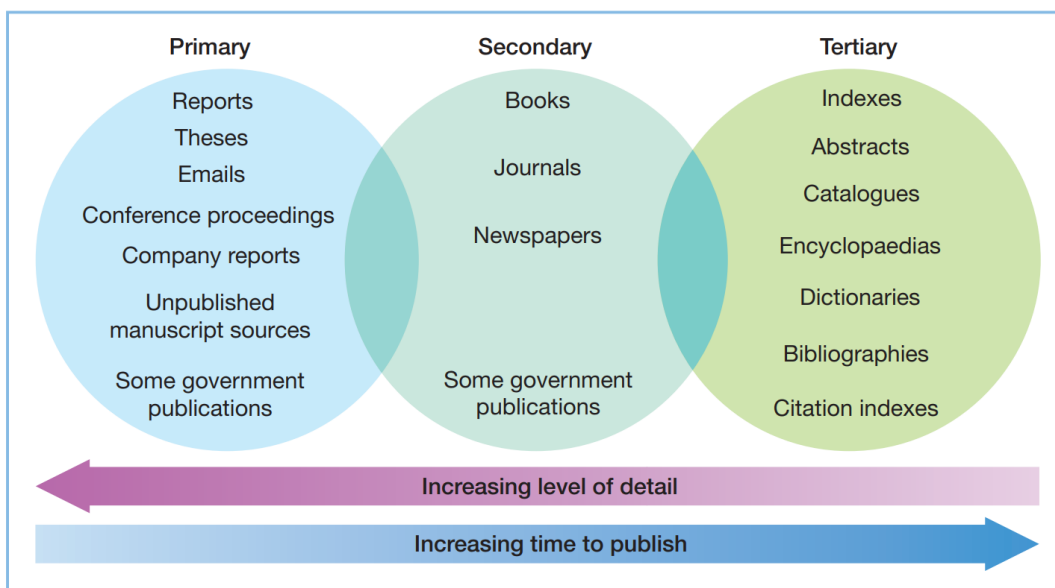 Primary
Reports
Theses
Emails
Conference proceedings
Company reports
Unpublished
manuscript sources
Some government
publications
Secondary
Books
Journals
Newspapers
Some government
publications
Tertiary
Indexes
Abstracts
Catalogues
Encyclopaedias
Dictionaries
Bibliographies
Citation indexes
Increasing level of detail
Increasing time to publish